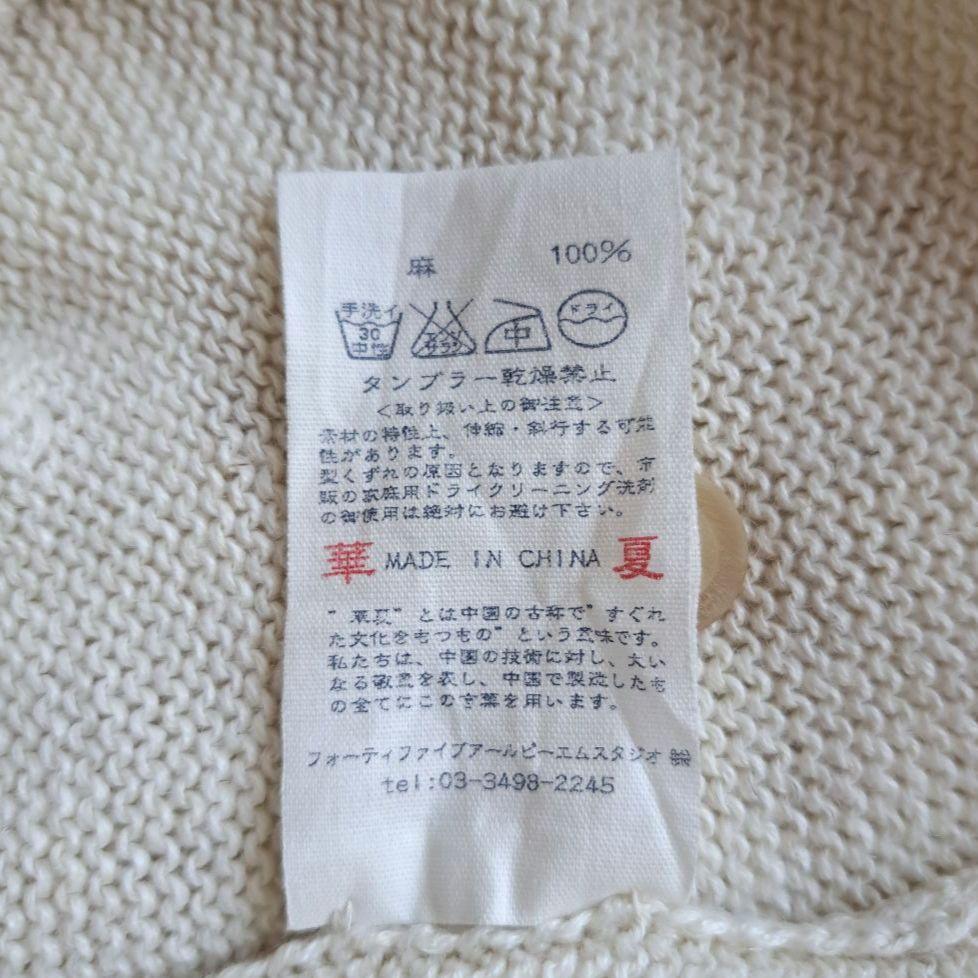 麻 100%
手洗イ 30 中性 エンソ サラシ 中 ドライ
タンブラー乾燥禁止
<取り扱い上の御注意>
素材の特性上、伸縮・斜行する可能
性があります。
型くずれの原因となりますので、市
販の家庭用ドライクリーニング洗剤
の御使用は絶対にお避け下さい。
華 MADE IN CHINA 夏
"華夏"とは中国の古称で"すぐれ
た文化をもつもの"という意味です。
私たちは、中国の技術に対し、大い
なる敬意を表し、中国で製造したも
の全てにこの言葉を用います。
フォーティファイブアールピーエムスタジオ
tel:03-3498-2245